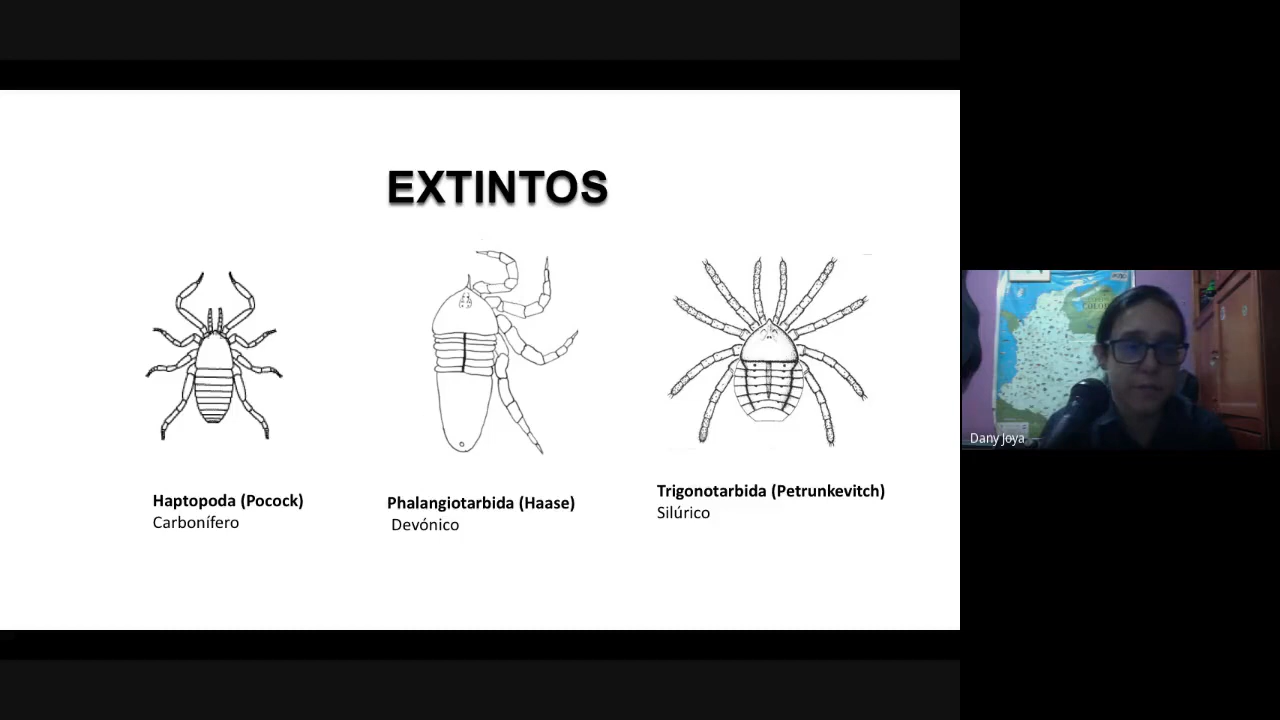 EXTINTOS
Haptopoda (Pocock)
Carbonífero
Phalangiotarbida (Haase)
Devónico
Trigonotarbida (Petrunkevitch)
Silúrico
Dany Joya